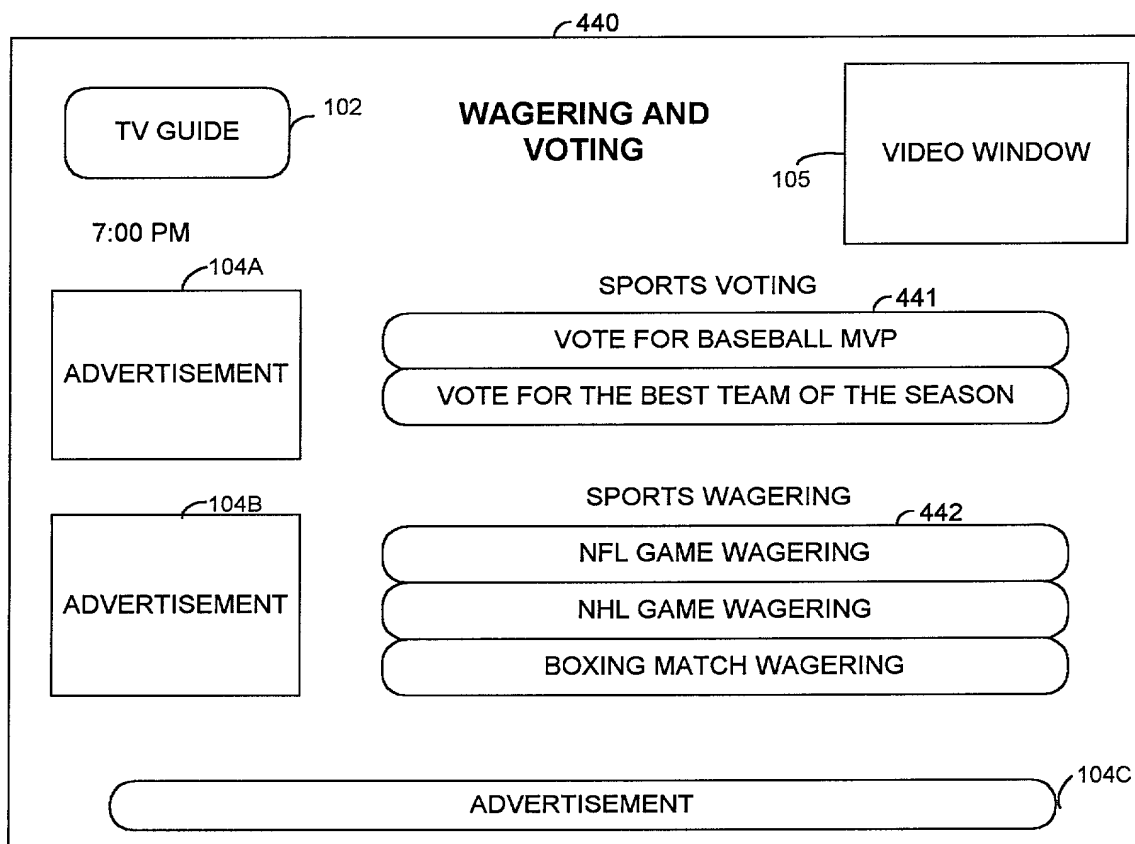 440
TV GUIDE
102
WAGERING AND
VOTING
105
VIDEO WINDOW
7:00 PM
104A
ADVERTISEMENT
SPORTS VOTING
441
VOTE FOR BASEBALL MVP
VOTE FOR THE BEST TEAM OF THE SEASON
104B
ADVERTISEMENT
SPORTS WAGERING
442
NFL GAME WAGERING
NHL GAME WAGERING
BOXING MATCH WAGERING
ADVERTISEMENT
104C